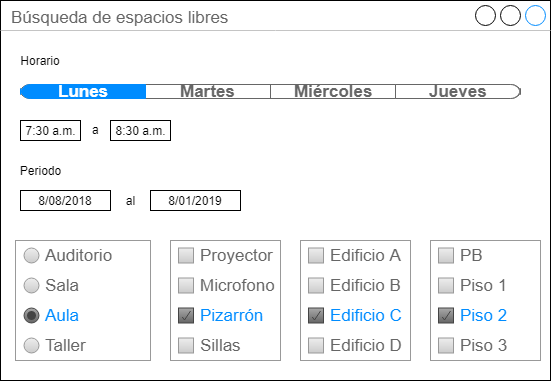 Búsqueda de espacios libres
Horario
Lunes Martes Miércoles Jueves
7:30 a.m. a 8:30 a.m.
Periodo
8/08/2018 al 8/01/2019
Auditorio Proyector Edificio A PB
Sala Microfono Edificio B Piso 1
Aula Pizarrón Edificio C Piso 2
Taller Sillas Edificio D Piso 3